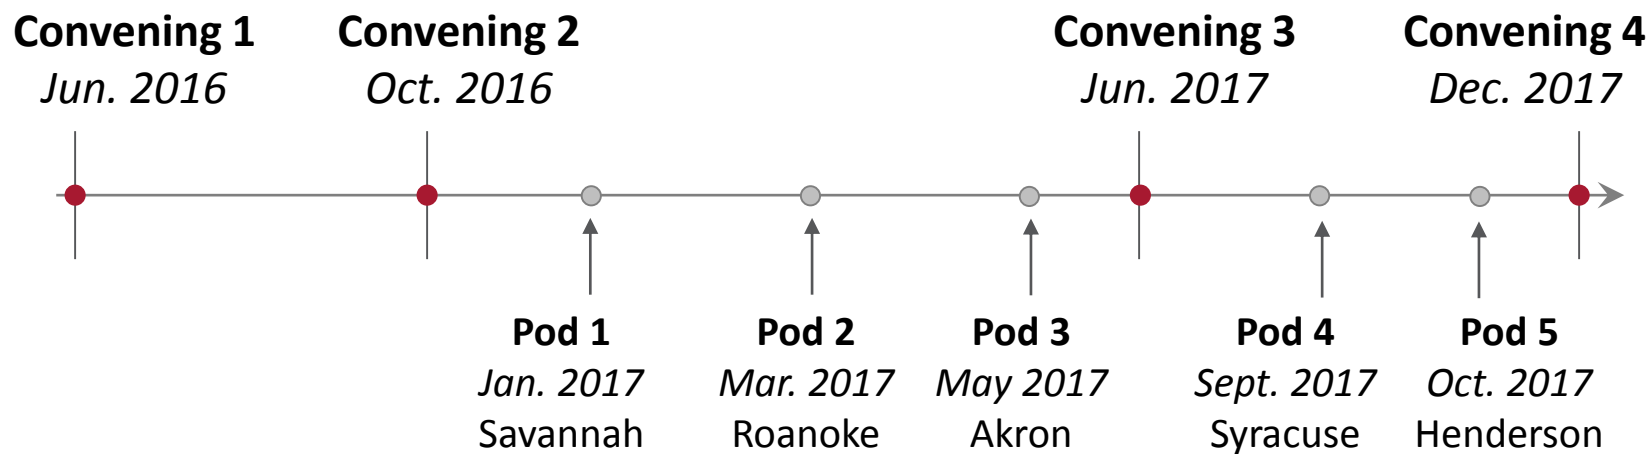 Convening 1
Jun. 2016
Convening 2
Oct. 2016
Convening 3
Jun. 2017
Convening 4
Dec. 2017
Pod 1
Jan. 2017
Savannah
Pod 2
Mar. 2017
Roanoke
Pod 3
May 2017
Akron
Pod 4
Sept. 2017
Syracuse
Pod 5
Oct. 2017
Henderson